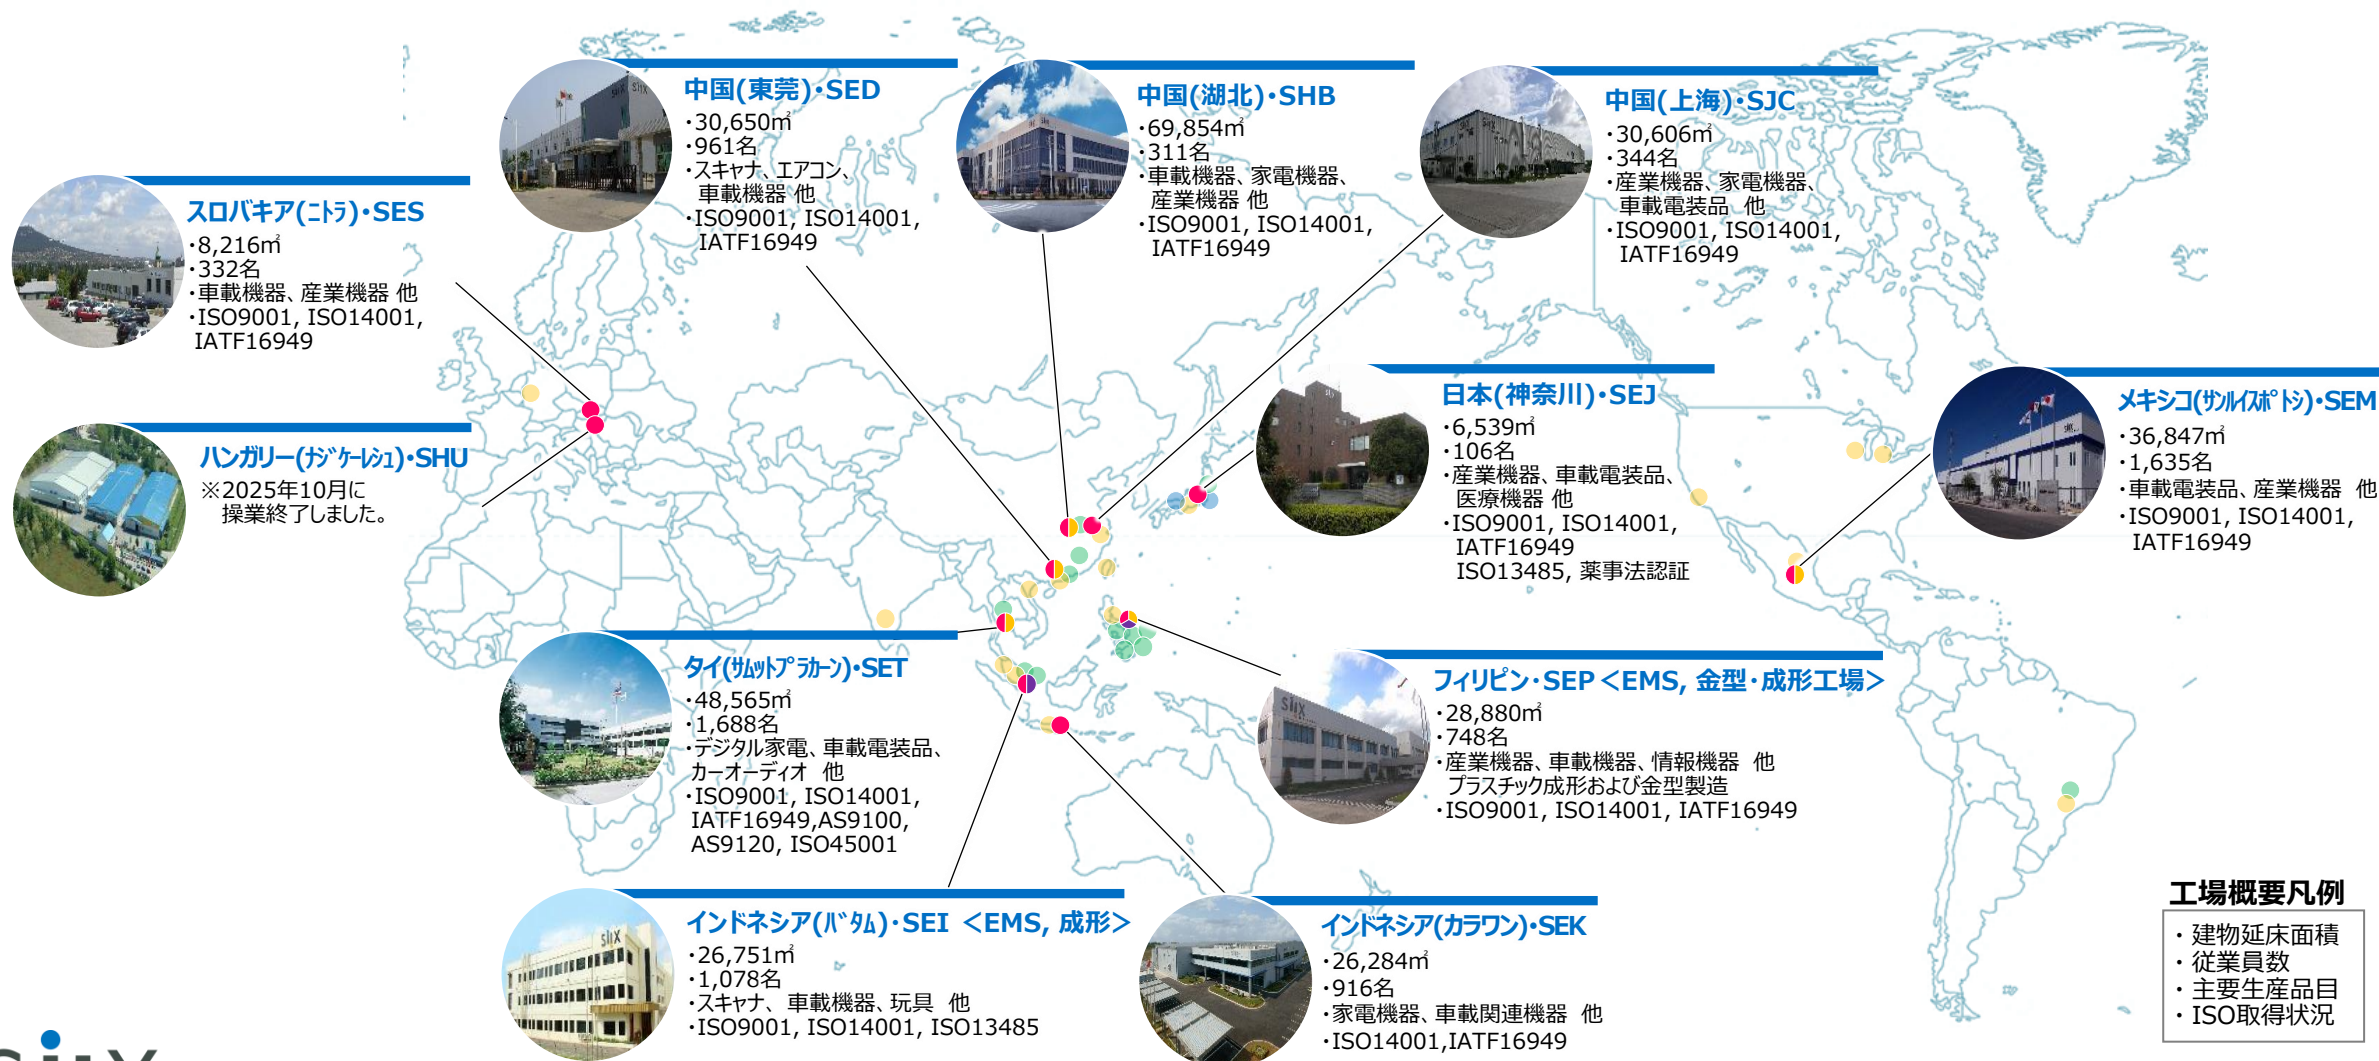 中国(東莞)・SED
・30,650㎡
・961名
・スキャナ、エアコン、
車載機器 他
・ISO9001, ISO14001,
IATF16949
中国(湖北)・SHB
・69,854㎡
・311名
・車載機器、家電機器、
産業機器 他
・ISO9001, ISO14001,
IATF16949
中国(上海)・SJC
・30,606㎡
・344名
・産業機器、家電機器、
車載電装品 他
・ISO9001, ISO14001,
IATF16949
スロバキア(ニトラ)・SES
・8,216㎡
・332名
・車載機器、産業機器 他
・ISO9001, ISO14001,
IATF16949
ハンガリー(ナジケーレシュ)・SHU
※2025年10月に
操業終了しました。
日本(神奈川)・SEJ
・6,539㎡
・106名
・産業機器、車載電装品、
医療機器 他
・ISO9001, ISO14001,
IATF16949
ISO13485, 薬事法認証
メキシコ(サンルイスポトシ)・SEM
・36,847㎡
・1,635名
・車載電装品、産業機器 他
・ISO9001, ISO14001,
IATF16949
タイ(サムットプラカーン)・SET
・48,565㎡
・1,688名
・デジタル家電、車載電装品、
カーオーディオ 他
・ISO9001, ISO14001,
IATF16949,AS9100,
AS9120, ISO45001
フィリピン・SEP <EMS, 金型・成形工場>
・28,880㎡
・748名
・産業機器、車載機器、情報機器 他
プラスチック成形および金型製造
・ISO9001, ISO14001, IATF16949
インドネシア(バタム)・SEI <EMS, 成形>
・26,751㎡
・1,078名
・スキャナ、車載機器、玩具 他
・ISO9001, ISO14001, ISO13485
インドネシア(カラワン)・SEK
・26,284㎡
・916名
・家電機器、車載関連機器 他
・ISO14001,IATF16949
工場概要凡例
・建物延床面積
・従業員数
・主要生産品目
・ISO取得状況
SIIX